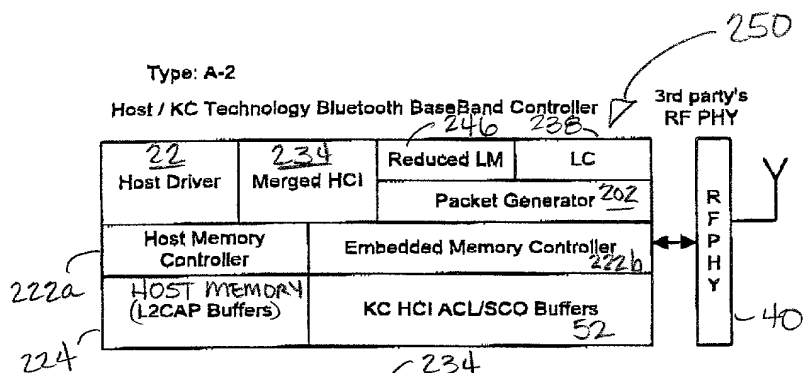 250
Type: A-2
Host / KC Technology Bluetooth BaseBand Controller
3rd party's
RF PHY
246
238
22
Host Driver
234
Merged HCI
Reduced LM
LC
Packet Generator 202
Host Memory
Controller
Embedded Memory Controller
222b
222a
HOST MEMORY
(L2CAP Buffers)
KC HCI ACL/SCO Buffers
52
RF PHY
40
224
234